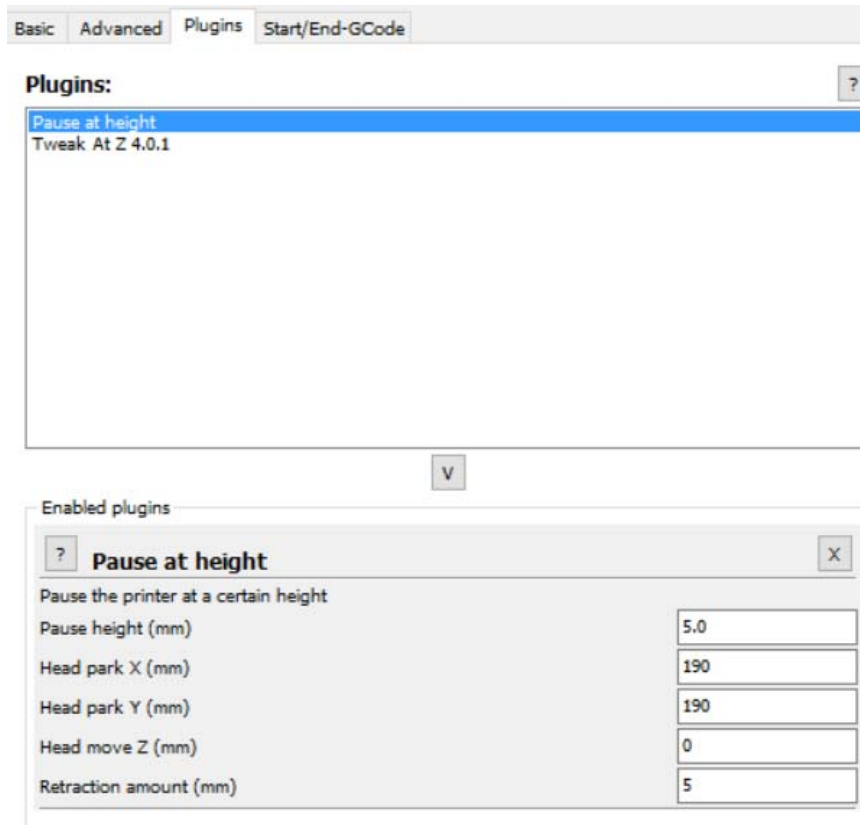 Basic Advanced Plugins Start/End-GCode
Plugins: ?
Pause at height
Tweak At Z 4.0.1
V
Enabled plugins
? Pause at height X
Pause the printer at a certain height
Pause height (mm) 5.0
Head park X (mm) 190
Head park Y (mm) 190
Head move Z (mm) 0
Retraction amount (mm) 5